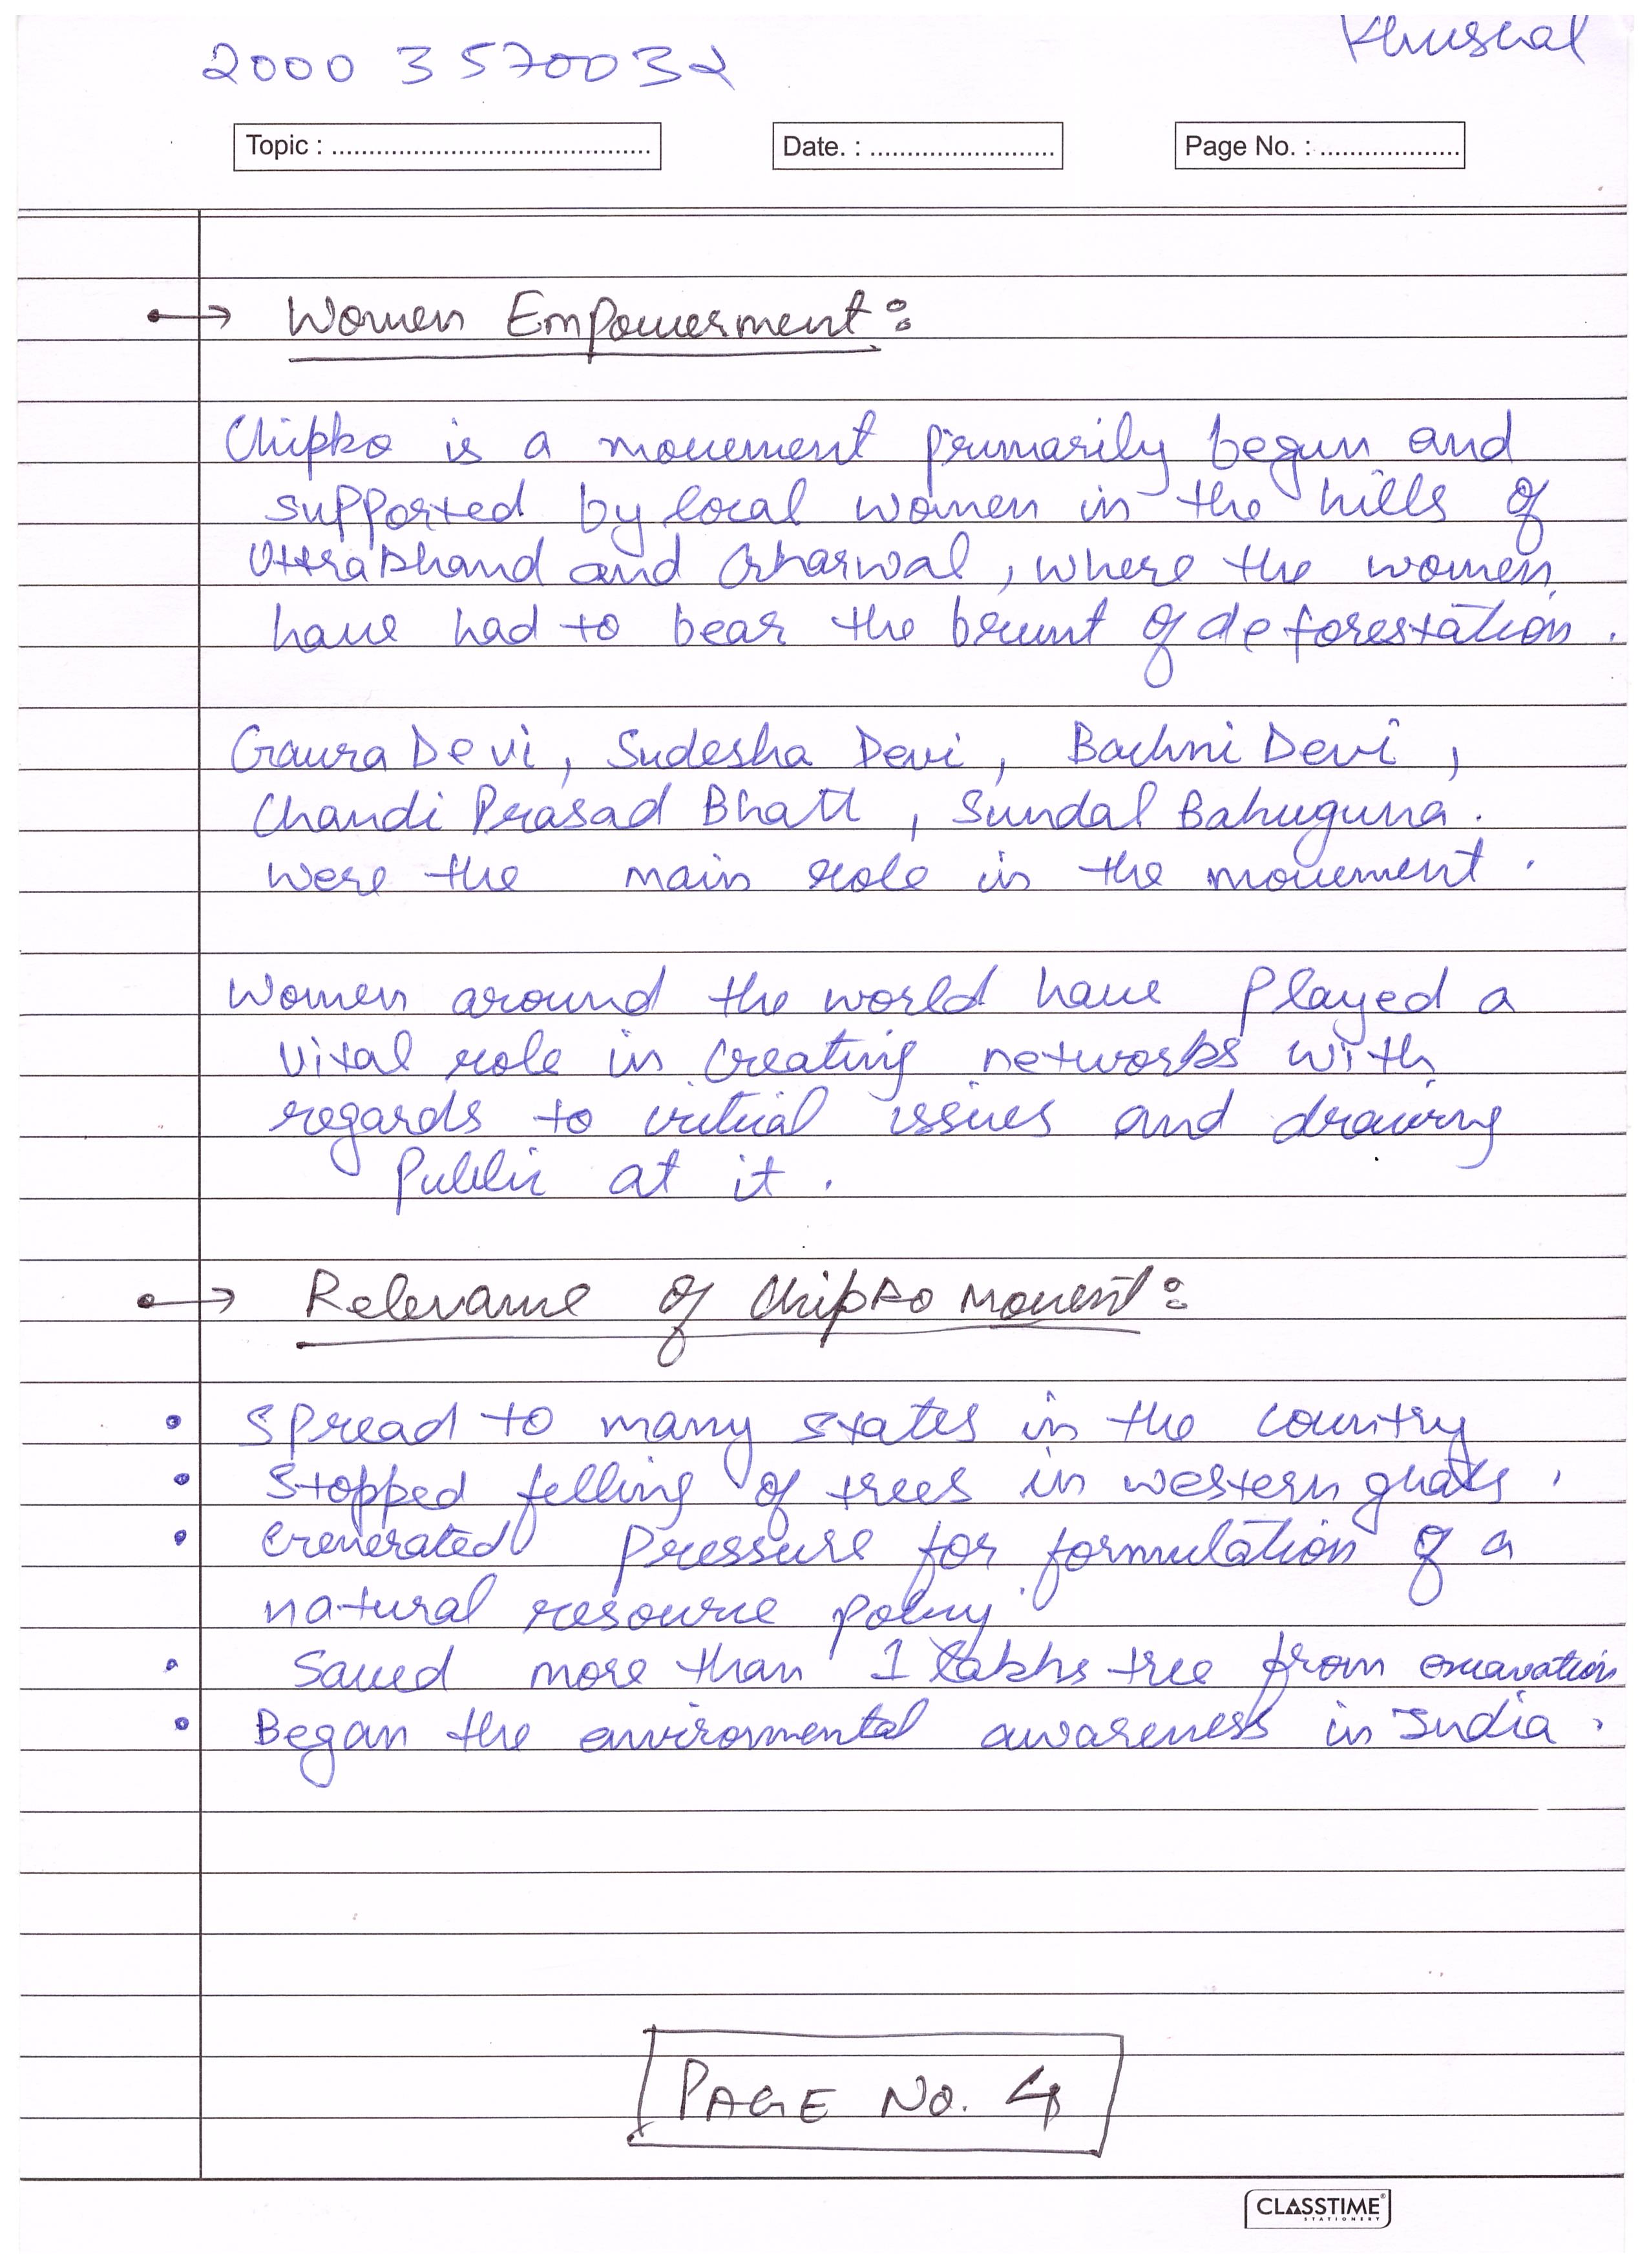 20003570032
Khuseal
Topic : ..........................................
Date. : .........................
Page No. : ...................
Women Empowerment :
Chipko is a movement primarily begun and
supported by local women in the hills of
Uttrakhand and Gharwal, where the women
have had to bear the brunt of deforestation.
Gaura Devi, Sudesha Devi, Bachni Devi,
Chandi Prasad Bhatt, Sundal Bahuguna.
were the main role in the movement.
Women around the world have played a
vital role in creating networks with
regards to critical issues and drawing
public at it.
Relevance of Chipko Movent :
• Spread to many states in the country
• Stopped felling of trees in western ghats.
• Generated pressure for formulation of a
natural resource policy
• Saved more than 1 lakhs tree from excavation
• Began the environmental awareness in India.
PAGE NO. 4
CLASSTIME
STATIONERY